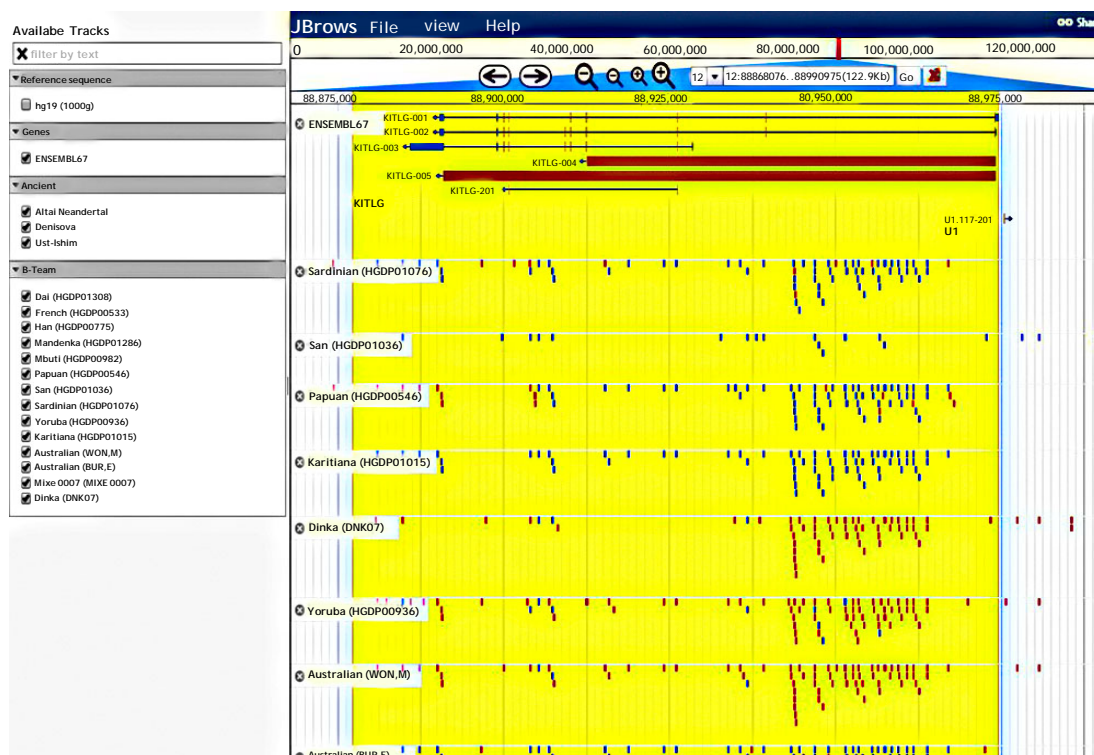 JBrows File view Help
Sha
Availabe Tracks
filter by text
Reference sequence
hg19 (1000g)
Genes
ENSEMBL67
Ancient
Altai Neandertal
Denisova
Ust-Ishim
B-Team
Dai (HGDP01308)
French (HGDP00533)
Han (HGDP00775)
Mandenka (HGDP01286)
Mbuti (HGDP00982)
Papuan (HGDP00546)
San (HGDP01036)
Sardinian (HGDP01076)
Yoruba (HGDP00936)
Karitiana (HGDP01015)
Australian (WON,M)
Australian (BUR,E)
Mixe 0007 (MIXE 0007)
Dinka (DNK07)
0 20,000,000 40,000,000 60,000,000 80,000,000 100,000,000 120,000,000
12 12:88868076..88990975(122.9Kb) Go
88,875,000 88,900,000 88,925,000 80,950,000 88,975,000
ENSEMBL67
KITLG-001
KITLG-002
KITLG-003
KITLG-004
KITLG-005
KITLG-201
KITLG
U1.117-201
U1
Sardinian (HGDP01076)
San (HGDP01036)
Papuan (HGDP00546)
Karitiana (HGDP01015)
Dinka (DNK07)
Yoruba (HGDP00936)
Australian (WON,M)
Australian (BUR,E)